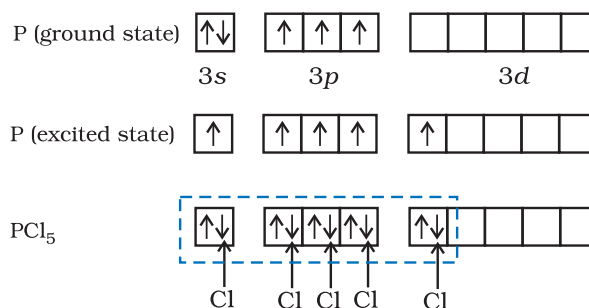 P (ground state)
3s 3p 3d
P (excited state)
PCl₅
Cl Cl Cl Cl Cl